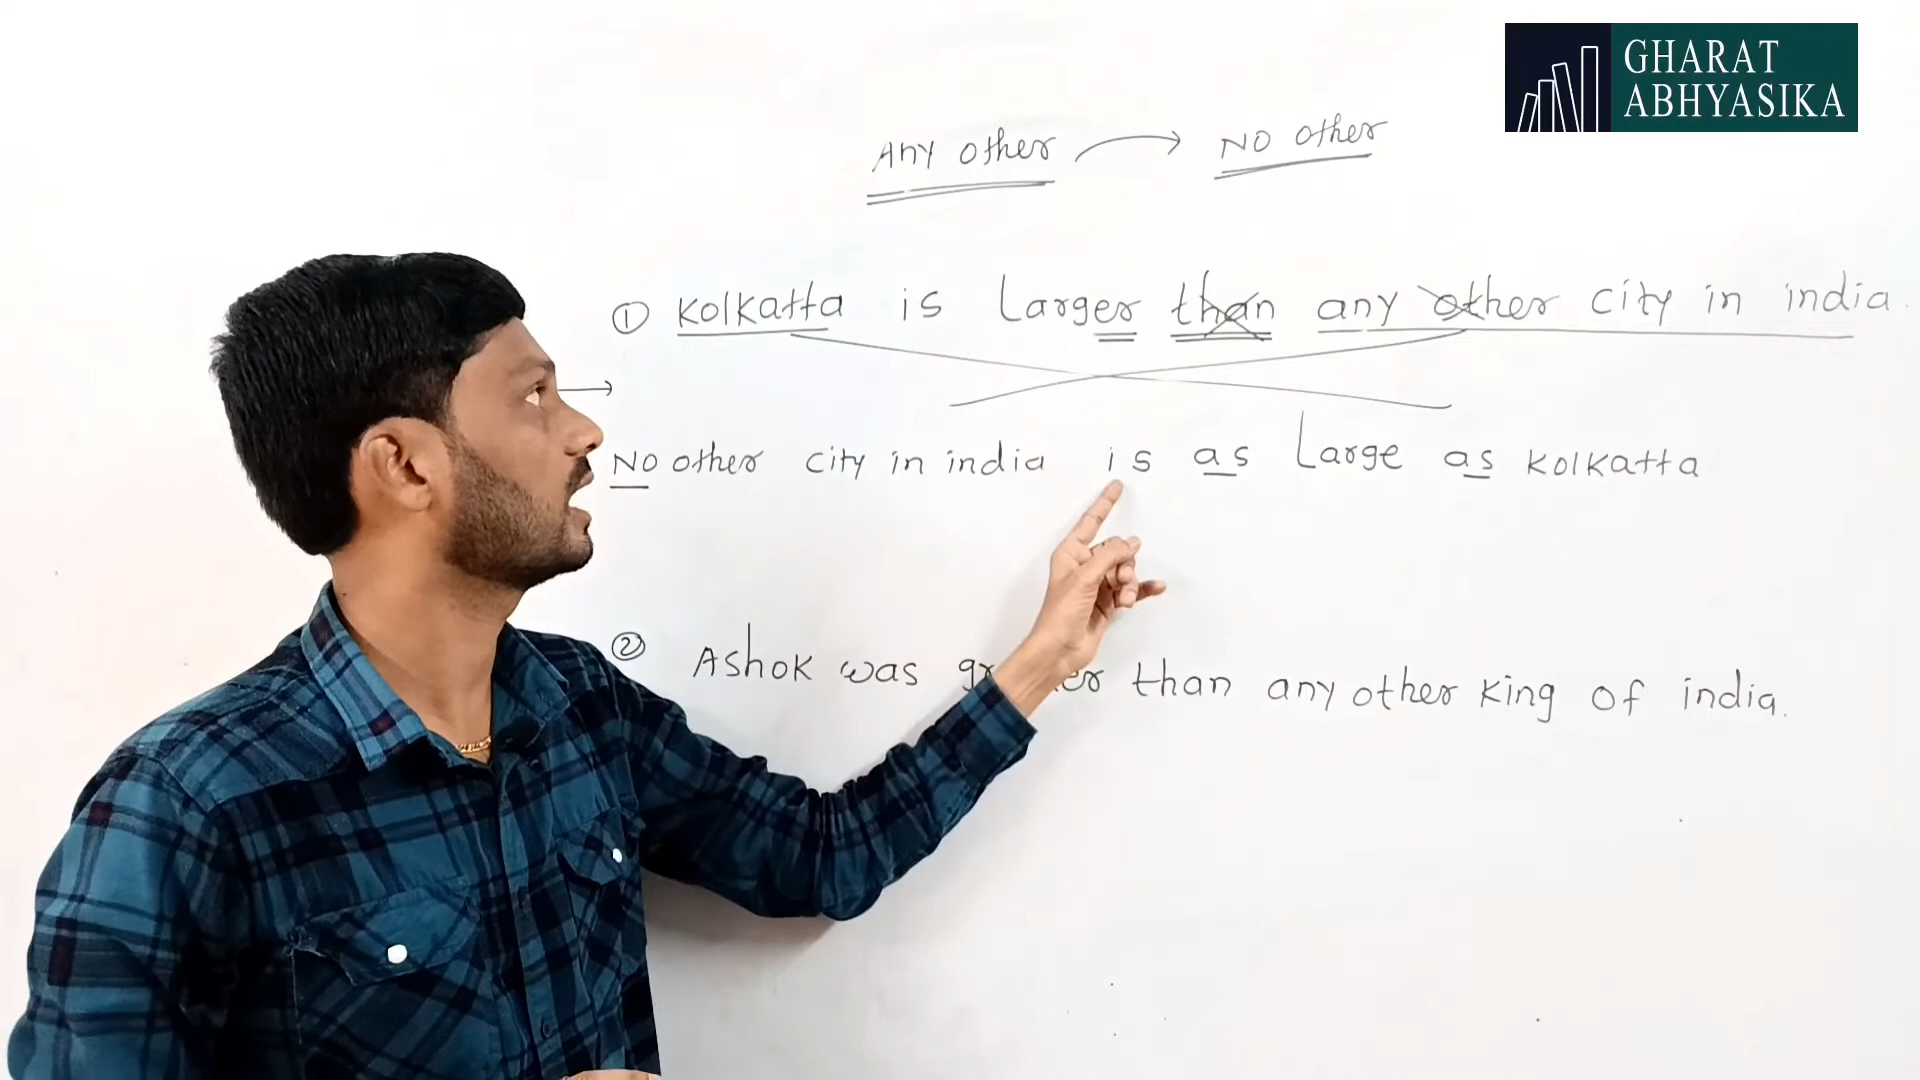 GHARAT
ABHYASIKA
Any other → NO other
① Kolkatta is Larger than any other city in india.
→
NO other city in india is as Large as Kolkatta
② Ashok was than any other King of india.